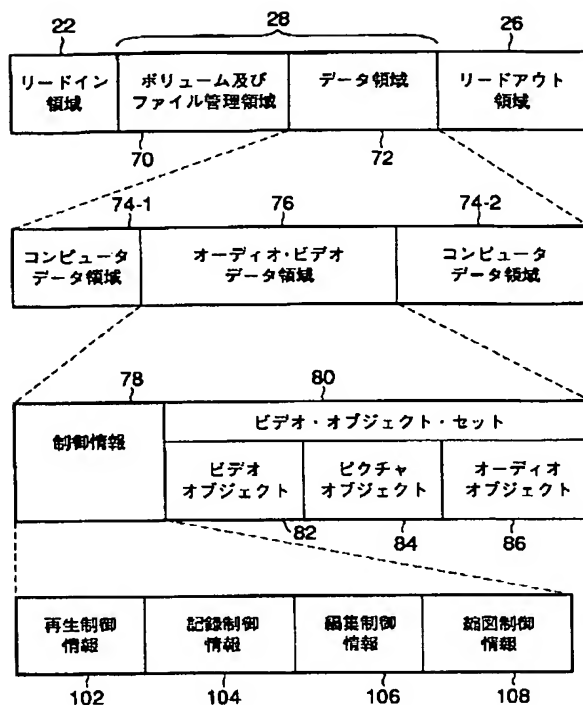 22
28
26
リードイン
領域
ボリューム及び
ファイル管理領域
データ領域
リードアウト
領域
70
72
74-1
76
74-2
コンピュータ
データ領域
オーディオ・ビデオ
データ領域
コンピュータ
データ領域
78
80
制御情報
ビデオ・オブジェクト・セット
ビデオ
オブジェクト
ピクチャ
オブジェクト
オーディオ
オブジェクト
82
84
86
再生制御
情報
記録制御
情報
編集制御
情報
縮図制御
情報
102
104
106
108